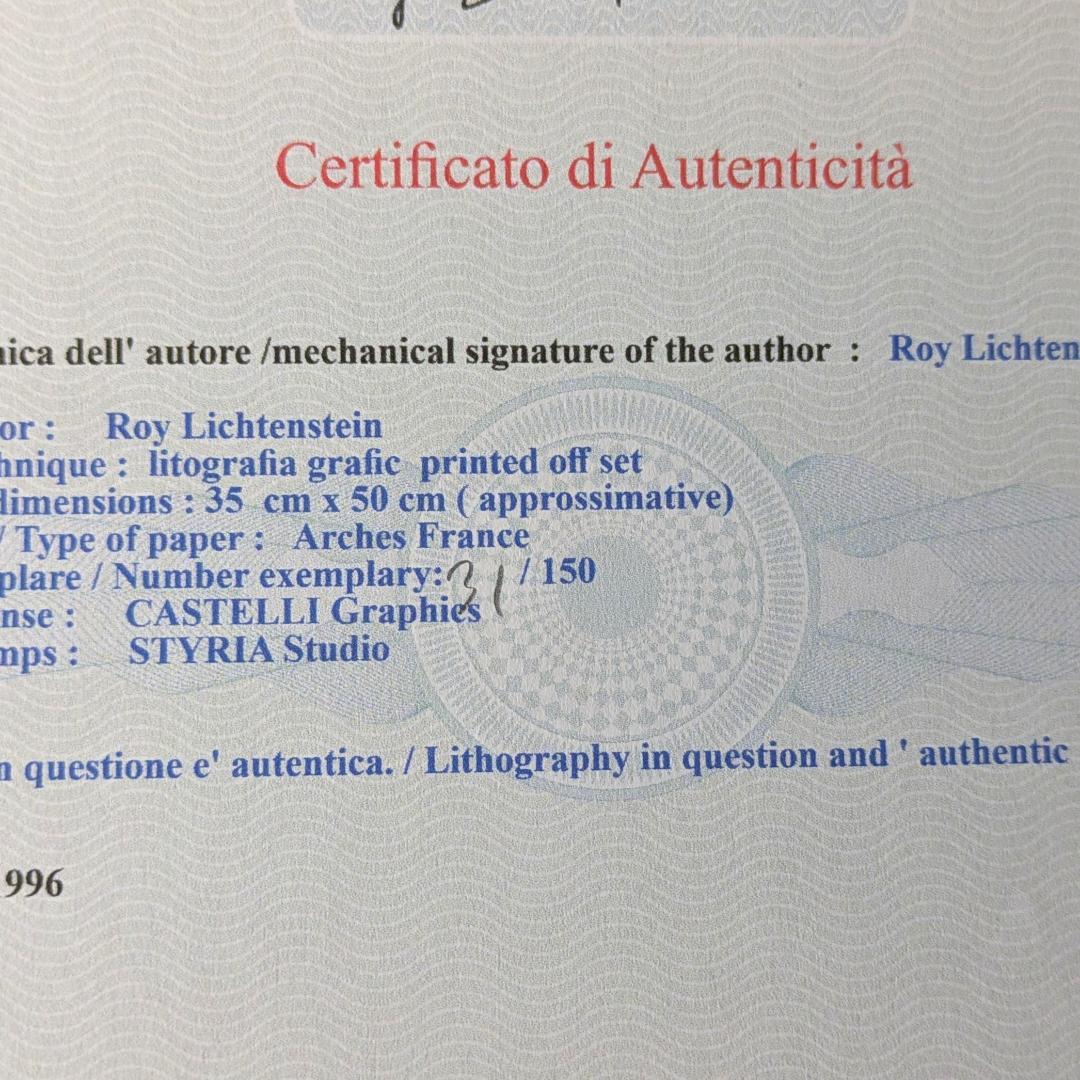 Certificato di Autenticità
ica dell' autore /mechanical signature of the author : Roy Lichten
or : Roy Lichtenstein
hnique : litografia grafic printed off set
dimensions : 35 cm x 50 cm ( approssimative)
/ Type of paper : Arches France
plare / Number exemplary: 31 / 150
nse : CASTELLI Graphics
mps : STYRIA Studio
n questione e' autentica. / Lithography in question and ' authentic
996